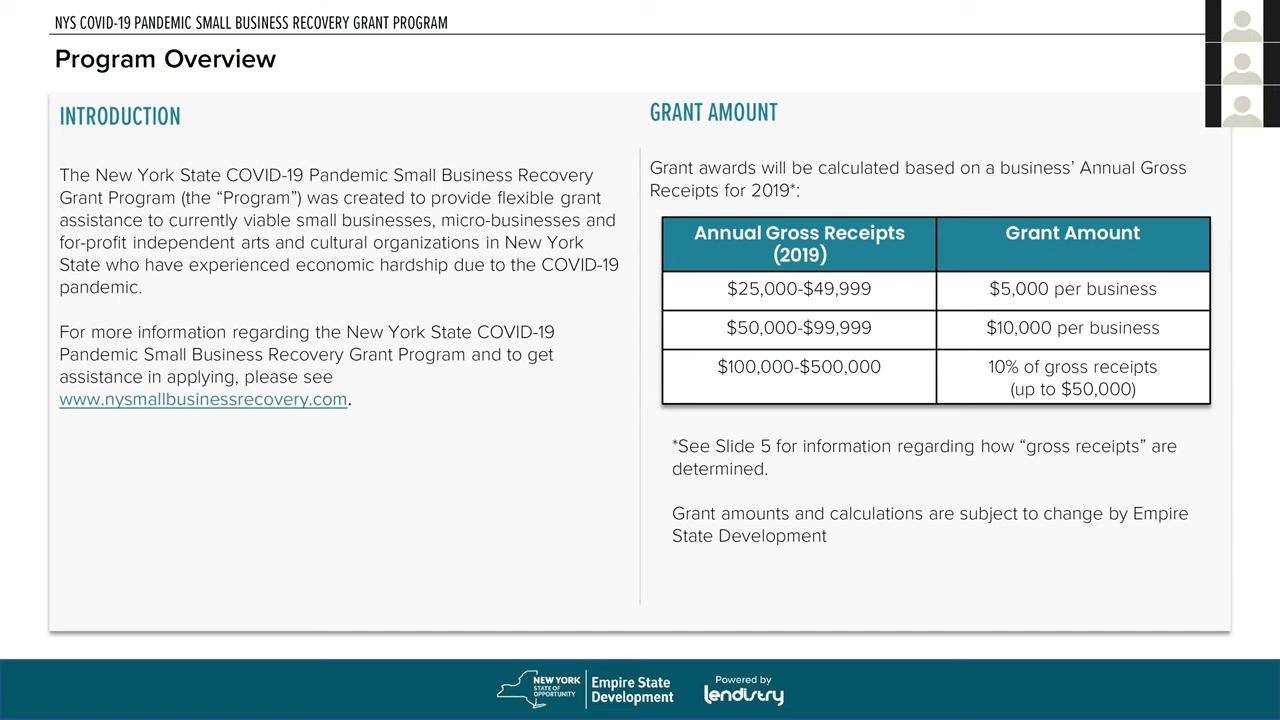 NYS COVID-19 PANDEMIC SMALL BUSINESS RECOVERY GRANT PROGRAM
Program Overview
INTRODUCTION
The New York State COVID-19 Pandemic Small Business Recovery
Grant Program (the “Program”) was created to provide flexible grant
assistance to currently viable small businesses, micro-businesses and
for-profit independent arts and cultural organizations in New York
State who have experienced economic hardship due to the COVID-19
pandemic.
For more information regarding the New York State COVID-19
Pandemic Small Business Recovery Grant Program and to get
assistance in applying, please see
www.nysmallbusinessrecovery.com.
GRANT AMOUNT
Grant awards will be calculated based on a business’ Annual Gross
Receipts for 2019*:
Annual Gross Receipts
(2019)
Grant Amount
$25,000-$49,999
$5,000 per business
$50,000-$99,999
$10,000 per business
$100,000-$500,000
10% of gross receipts
(up to $50,000)
*See Slide 5 for information regarding how “gross receipts” are
determined.
Grant amounts and calculations are subject to change by Empire
State Development
NEW YORK
STATE OF
OPPORTUNITY
Empire State
Development
Powered by
lendistry